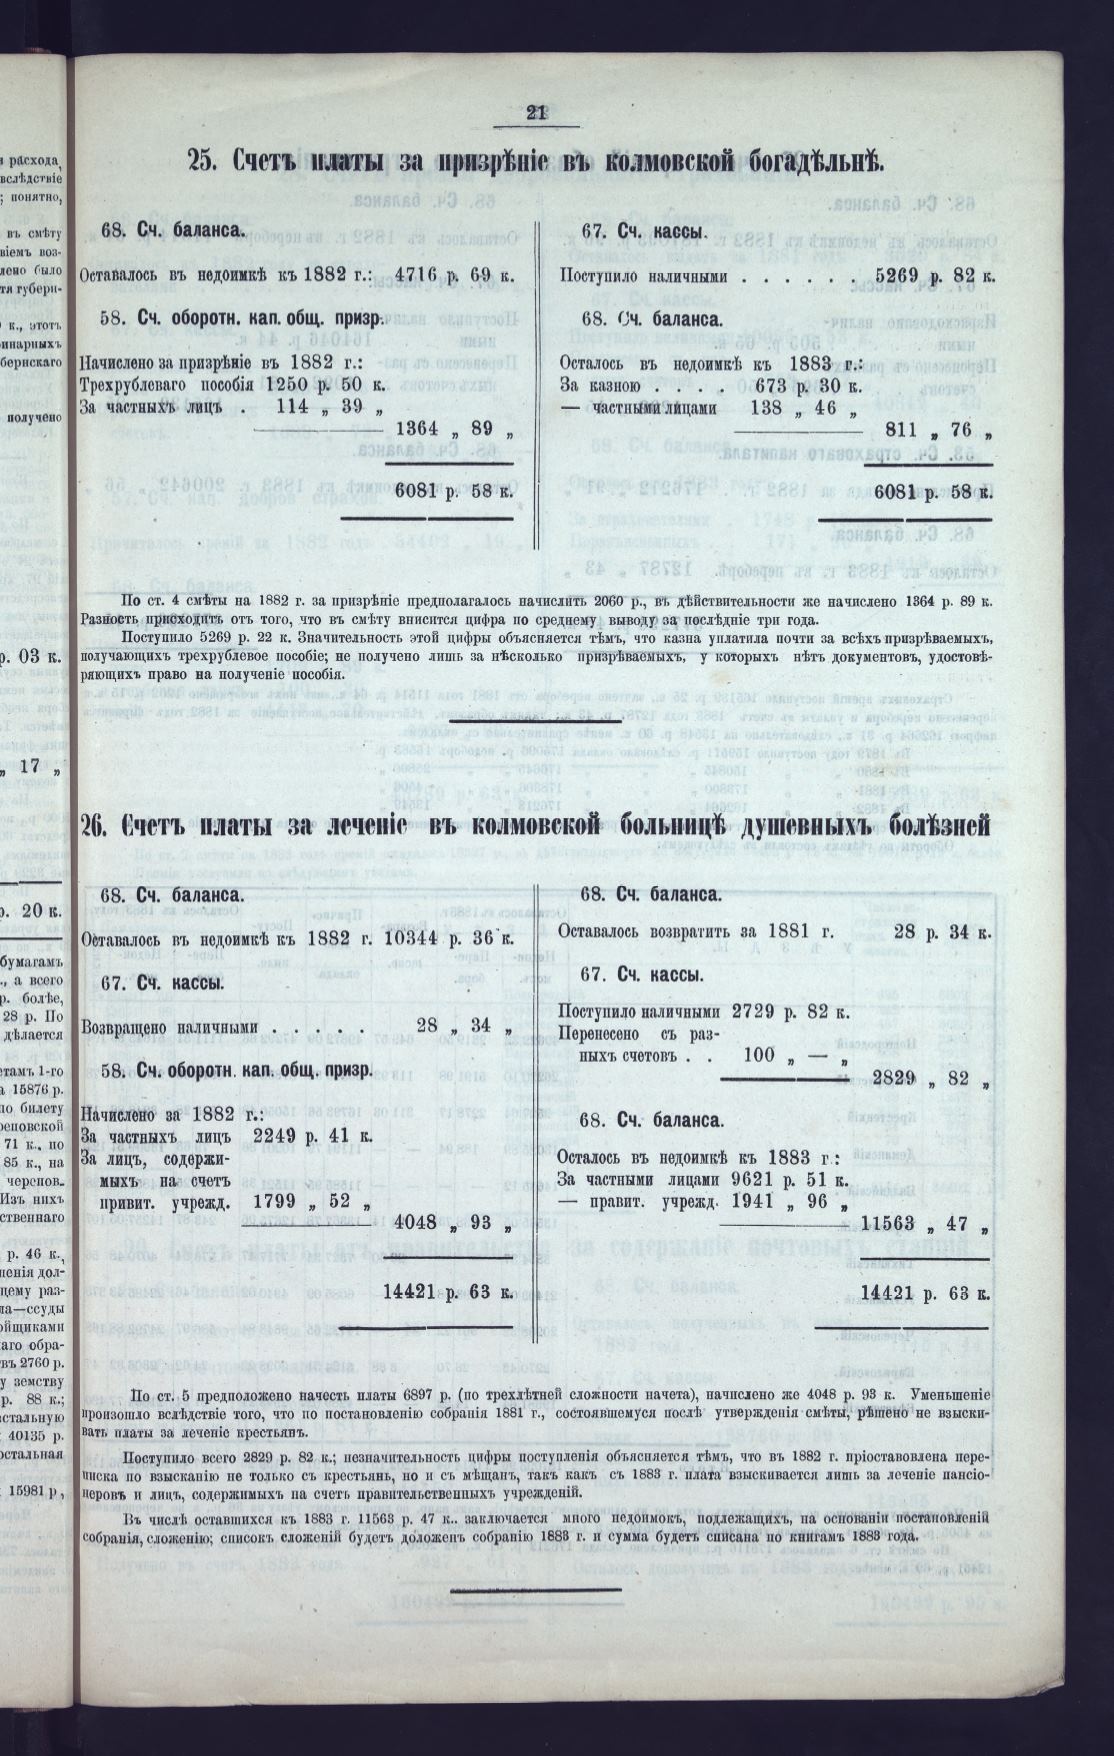 21
25. Счетъ платы за призрѣніе въ колмовской богадѣльнѣ.
68. Сч. баланса.
Оставалось въ недоимкѣ къ 1882 г.: 4716 р. 69 к.
58. Сч. оборотн. кап. общ. призр.
Начислено за призрѣніе въ 1882 г.:
Трехрублеваго пособія 1250 р. 50 к.
За частныхъ лицъ . 114 „ 39 „
1364 „ 89 „
6081 р. 58 к.
67. Сч. кассы.
Поступило наличными . . . . . . 5269 р. 82 к.
68. Сч. баланса.
Осталось въ недоимкѣ къ 1883 г.:
За казною . . . . 673 р. 30 к.
— частными лицами 138 „ 46 „
811 „ 76 „
6081 р. 58 к.
По ст. 4 смѣты на 1882 г. за призрѣніе предполагалось начислить 2060 р., въ дѣйствительности же начислено 1364 р. 89 к.
Разность присходитъ отъ того, что въ смѣту вносится цифра по среднему выводу за послѣдніе три года.
Поступило 5269 р. 22 к. Значительность этой цифры объясняется тѣмъ, что казна уплатила почти за всѣхъ призрѣваемыхъ,
получающихъ трехрублевое пособіе; не получено лишь за нѣсколько призрѣваемыхъ, у которыхъ нѣтъ документовъ, удостовѣ-
ряющихъ право на полученіе пособія.
26. Счетъ платы за леченіе въ колмовской больницѣ душевныхъ болѣзней
68. Сч. баланса.
Оставалось въ недоимкѣ къ 1882 г. 10344 р. 36 к.
67. Сч. кассы.
Возвращено наличными . . . . . 28 „ 34 „
58. Сч. оборотн. кап. общ. призр.
Начислено за 1882 г.:
За частныхъ лицъ 2249 р. 41 к.
За лицъ, содержи-
мыхъ на счетъ
привит. учрежд. 1799 „ 52 „
4048 „ 93 „
14421 р. 63 к.
68. Сч. баланса.
Оставалось возвратить за 1881 г. 28 р. 34 к.
67. Сч. кассы.
Поступило наличными 2729 р. 82 к.
Перенесено съ раз-
ныхъ счетовъ . . 100 „ — „
2829 „ 82 „
68. Сч. баланса.
Осталось въ недоимкѣ къ 1883 г.:
За частными лицами 9621 р. 51 к.
— правит. учрежд. 1941 „ 96 „
11563 „ 47 „
14421 р. 63 к.
По ст. 5 предположено начесть платы 6897 р. (по трехлѣтней сложности начета), начислено же 4048 р. 93 к. Уменьшеніе
произошло вслѣдствіе того, что по постановленію собранія 1881 г., состоявшемуся послѣ утвержденія смѣты, рѣшено не взыски-
вать платы за леченіе крестьянъ.
Поступило всего 2829 р. 82 к.; незначительность цифры поступленія объясняется тѣмъ, что въ 1882 г. пріостановлена пере-
писка по взысканію не только съ крестьянъ, но и съ мѣщанъ, такъ какъ съ 1883 г. плата взыскивается лишь за леченіе пансіо-
неровъ и лицъ, содержимыхъ на счетъ правительственныхъ учрежденій.
Въ числѣ оставшихся къ 1883 г. 11563 р. 47 к.. заключается много недоимокъ, подлежащихъ, на основаніи постановленій
собранія, сложенію; списокъ сложеній будетъ доложенъ собранію 1883 г. и сумма будетъ списана по книгамъ 1883 года.